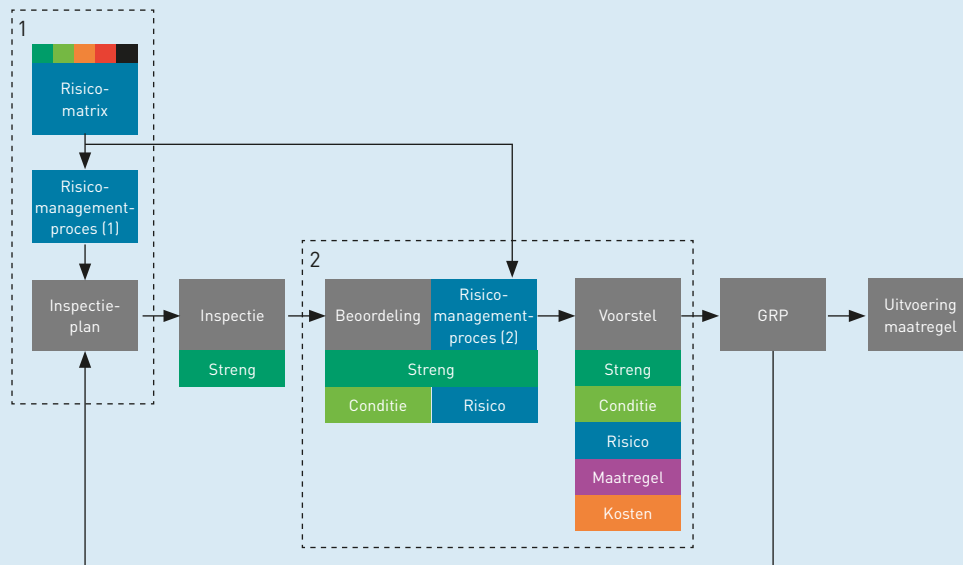 1
Risico-
matrix
Risico-
management-
proces (1)
Inspectie-
plan
Inspectie
Streng
2
Beoordeling
Risico-
management-
proces (2)
Streng
Conditie
Risico
Voorstel
Streng
Conditie
Risico
Maatregel
Kosten
GRP
Uitvoering
maatregel